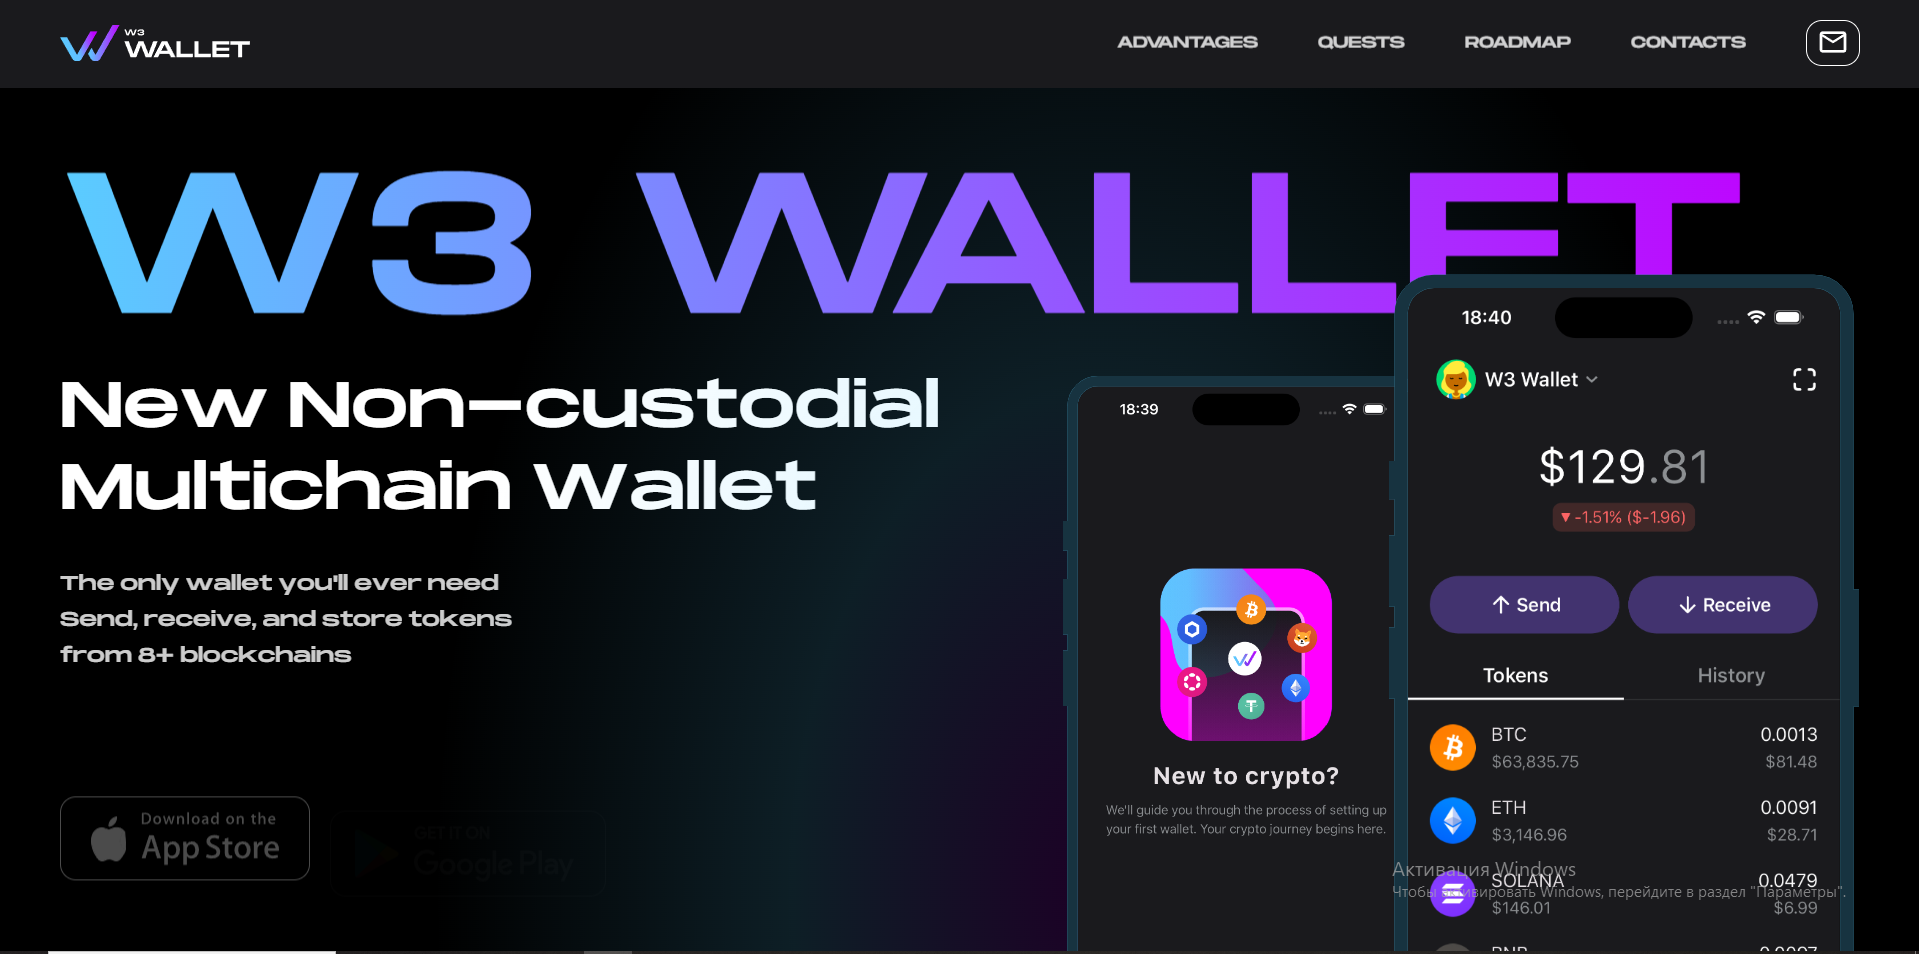 W3
WALLET
ADVANTAGES
QUESTS
ROADMAP
CONTACTS
W3 WALLET
New Non-custodial
Multichain Wallet
The only wallet you'll ever need
Send, receive, and store tokens
from 8+ blockchains
Download on the
App Store
GET IT ON
Google Play
18:39
New to crypto?
We'll guide you through the process of setting up
your first wallet. Your crypto journey begins here.
18:40
W3 Wallet
$129.81
▼-1.51% ($-1.96)
↑ Send
↓ Receive
Tokens
History
BTC
0.0013
$63,835.75
$81.48
ETH
0.0091
$3,146.96
$28.71
Активация Windows
Чтобы активировать Windows, перейдите в раздел "Параметры".
SOLANA
0.0479
$146.01
$6.99